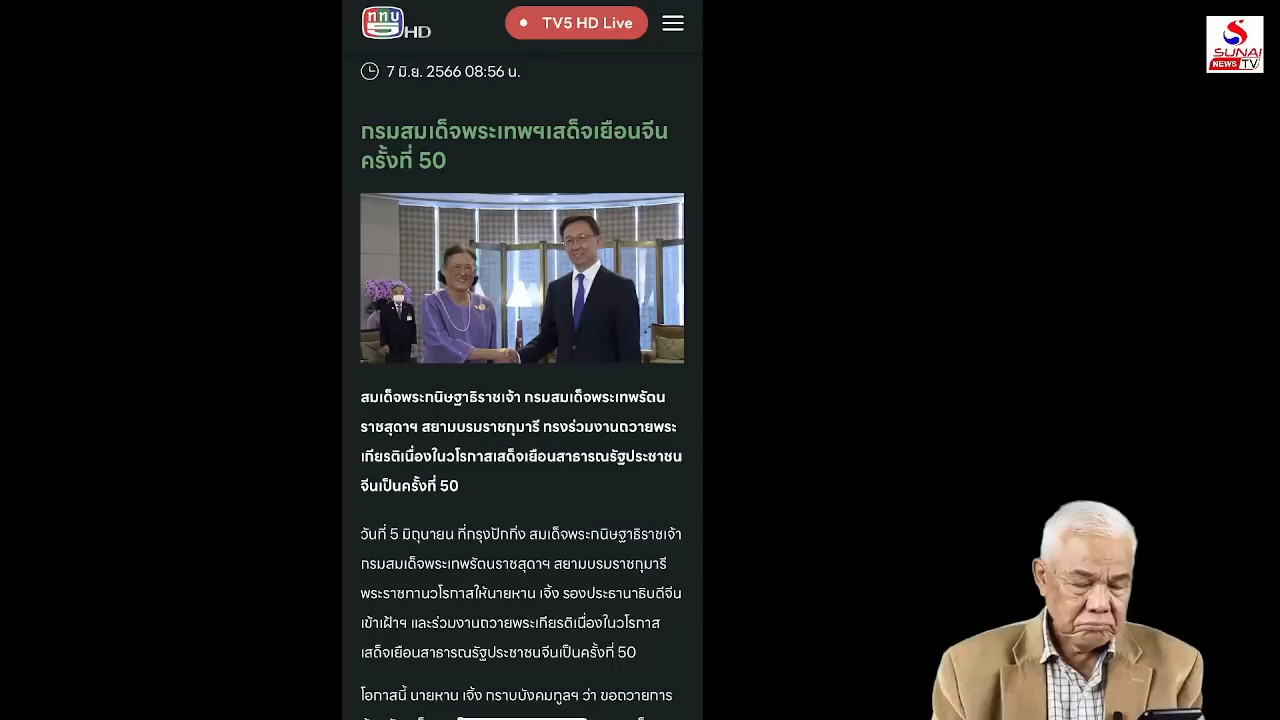 ททบ
5HD
TV5 HD Live
SUNAI
NEWS TV
7 มิ.ย. 2566 08:56 น.
กรมสมเด็จพระเทพฯเสด็จเยือนจีน
ครั้งที่ 50
สมเด็จพระกนิษฐาธิราชเจ้า กรมสมเด็จพระเทพรัตน
ราชสุดาฯ สยามบรมราชกุมารี ทรงร่วมงานถวายพระ
เกียรติเนื่องในวโรกาสเสด็จเยือนสาธารณรัฐประชาชน
จีนเป็นครั้งที่ 50
วันที่ 5 มิถุนายน ที่กรุงปักกิ่ง สมเด็จพระกนิษฐาธิราชเจ้า
กรมสมเด็จพระเทพรัตนราชสุดาฯ สยามบรมราชกุมารี
พระราชทานวโรกาสให้นายหาน เจิ้ง รองประธานาธิบดีจีน
เข้าเฝ้าฯ และร่วมงานถวายพระเกียรติเนื่องในวโรกาส
เสด็จเยือนสาธารณรัฐประชาชนจีนเป็นครั้งที่ 50
โอกาสนี้ นายหาน เจิ้ง กราบบังคมทูลฯ ว่า ขอถวายการ